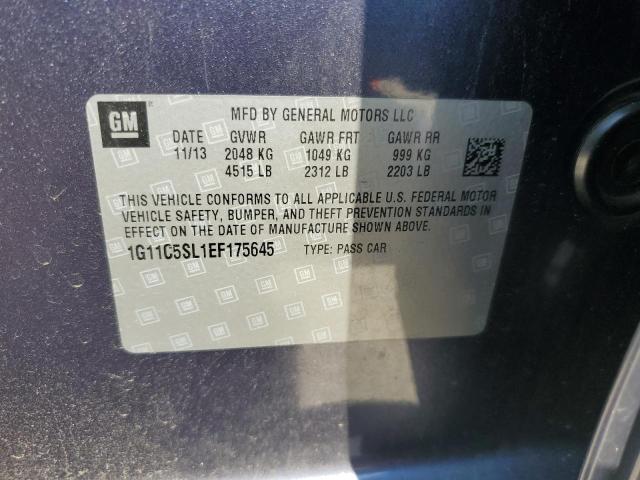 GM
MFD BY GENERAL MOTORS LLC
DATE GVWR GAWR FRT GAWR RR
11/13 2048 KG 1049 KG 999 KG
4515 LB 2312 LB 2203 LB
THIS VEHICLE CONFORMS TO ALL APPLICABLE U.S. FEDERAL MOTOR
VEHICLE SAFETY, BUMPER, AND THEFT PREVENTION STANDARDS IN
EFFECT ON THE DATE OF MANUFACTURE SHOWN ABOVE.
1G11C5SL1EF175645 TYPE: PASS CAR